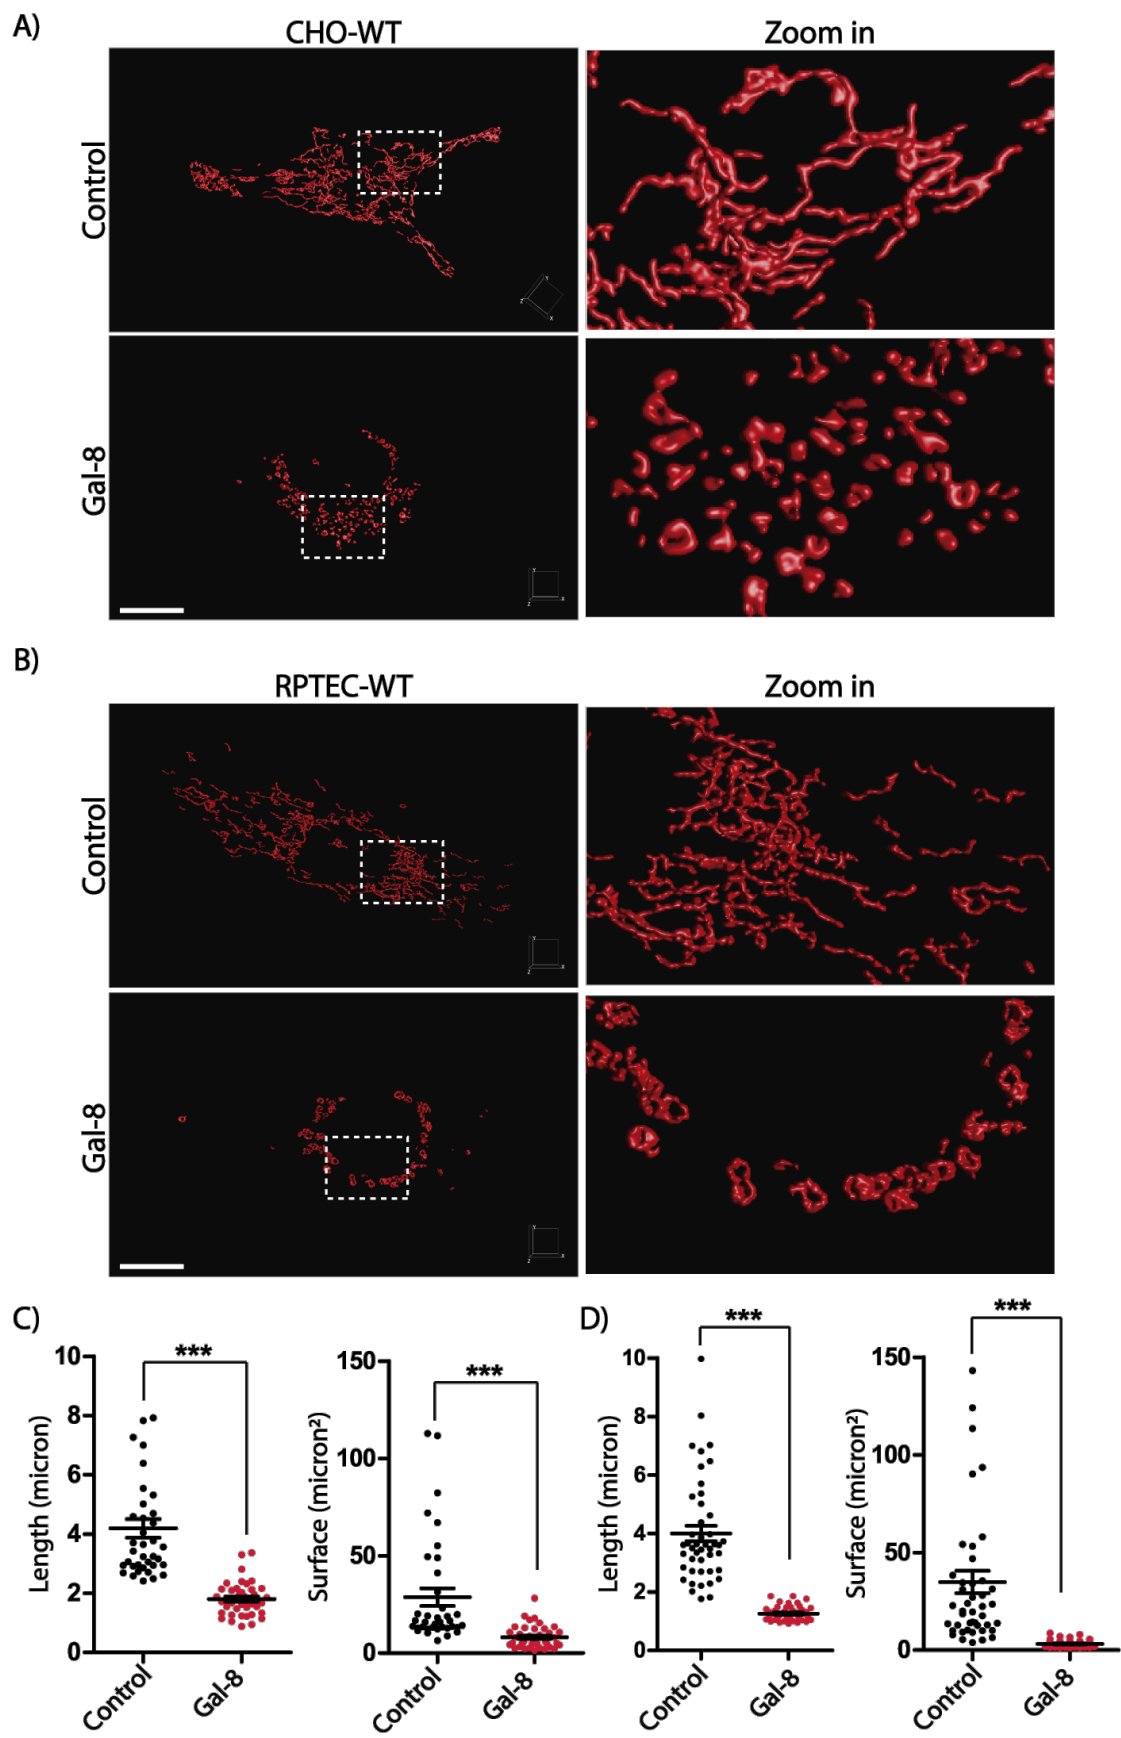 A)
CHO-WT
Zoom in
Control
Gal-8
B)
RPTEC-WT
Zoom in
Control
Gal-8
C)
***
10
8
6
4
2
0
Length (micron)
Control
Gal-8
***
150
100
50
0
Surface (micron²)
Control
Gal-8
D)
***
10
8
6
4
2
0
Length (micron)
Control
Gal-8
***
150
100
50
0
Surface (micron²)
Control
Gal-8